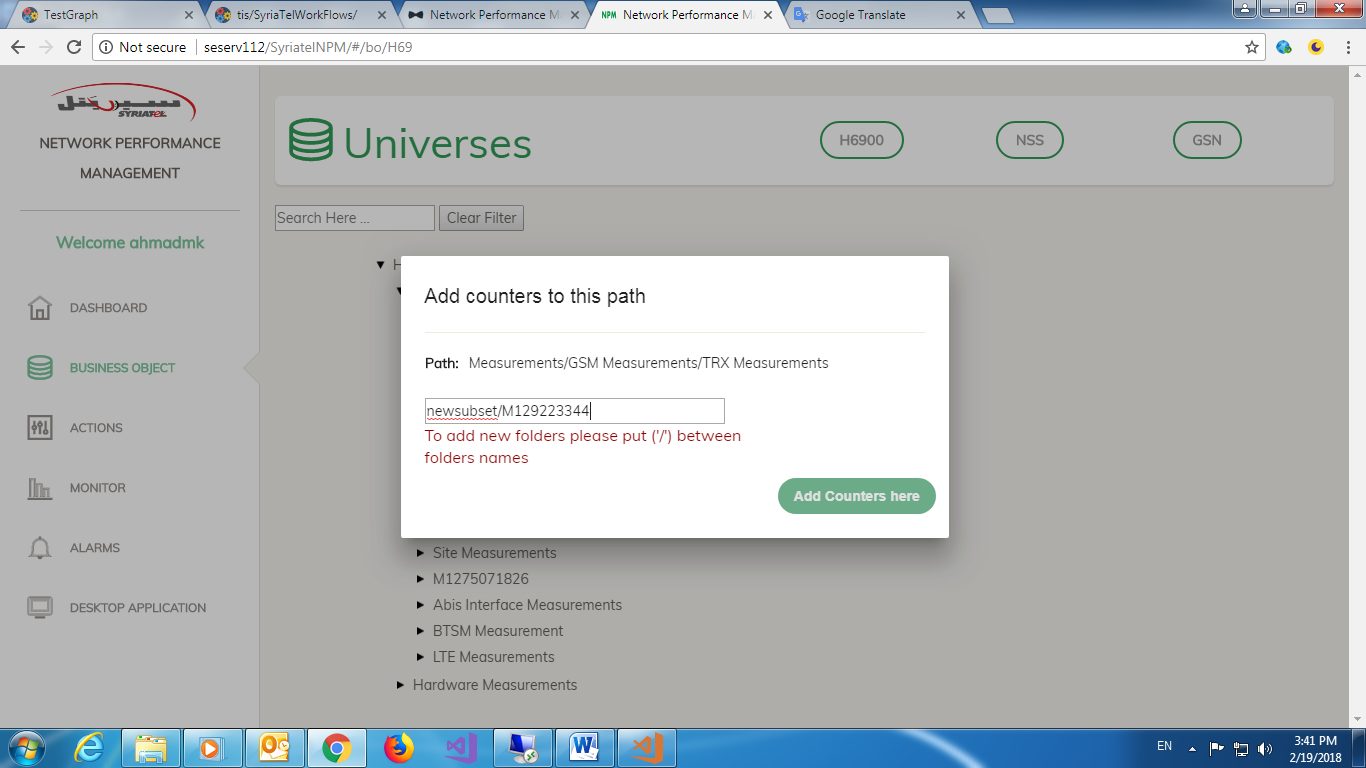 TestGraph
tis/SyriaTelWorkFlows/
Network Performance M
NPM Network Performance M
Google Translate
Not secure
seserv112/SyriatelNPM/#/bo/H69
سيريتل
SYRIATEL
NETWORK PERFORMANCE
MANAGEMENT
Welcome ahmadmk
DASHBOARD
BUSINESS OBJECT
ACTIONS
MONITOR
ALARMS
DESKTOP APPLICATION
Universes
H6900
NSS
GSN
Search Here ...
Clear Filter
H
Add counters to this path
Path: Measurements/GSM Measurements/TRX Measurements
newsubset/M129223344
To add new folders please put ('/') between
folders names
Add Counters here
Site Measurements
M1275071826
Abis Interface Measurements
BTSM Measurement
LTE Measurements
Hardware Measurements
EN
3:41 PM
2/19/2018